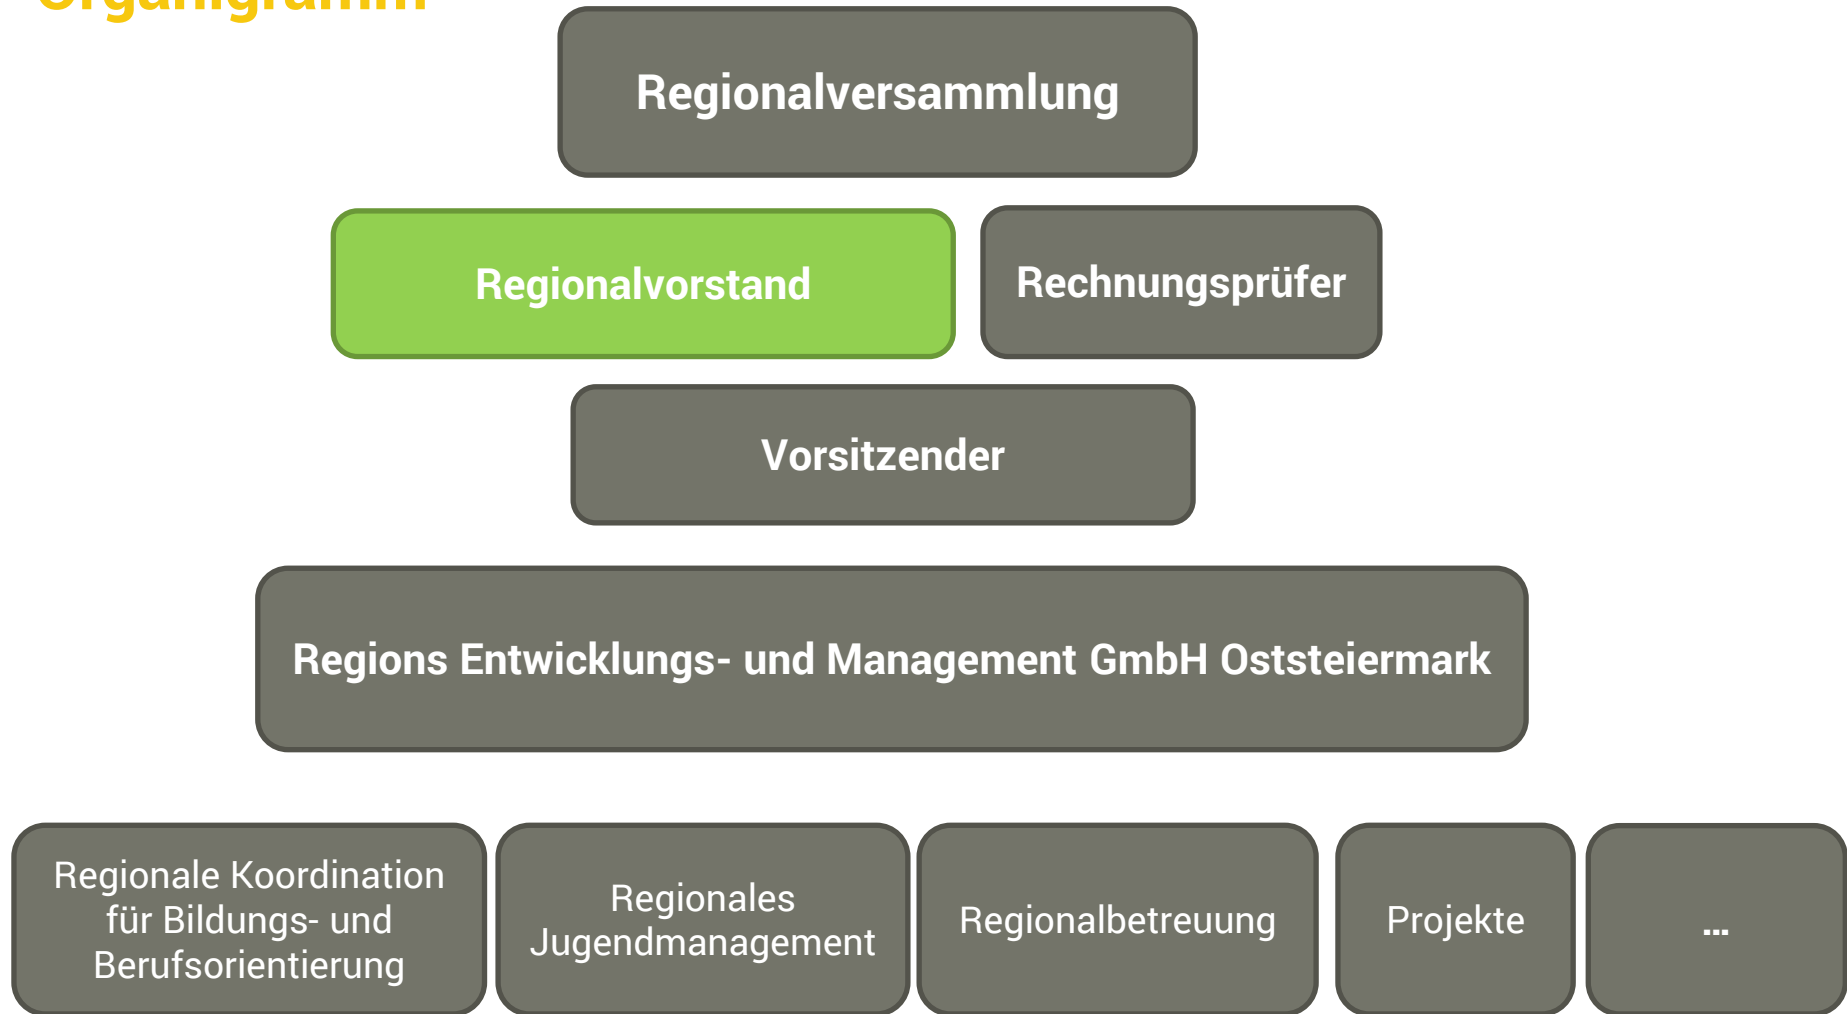 Organigramm
Regionalversammlung
Regionalvorstand
Rechnungsprüfer
Vorsitzender
Regions Entwicklungs- und Management GmbH Oststeiermark
Regionale Koordination
für Bildungs- und
Berufsorientierung
Regionales
Jugendmanagement
Regionalbetreuung
Projekte
...